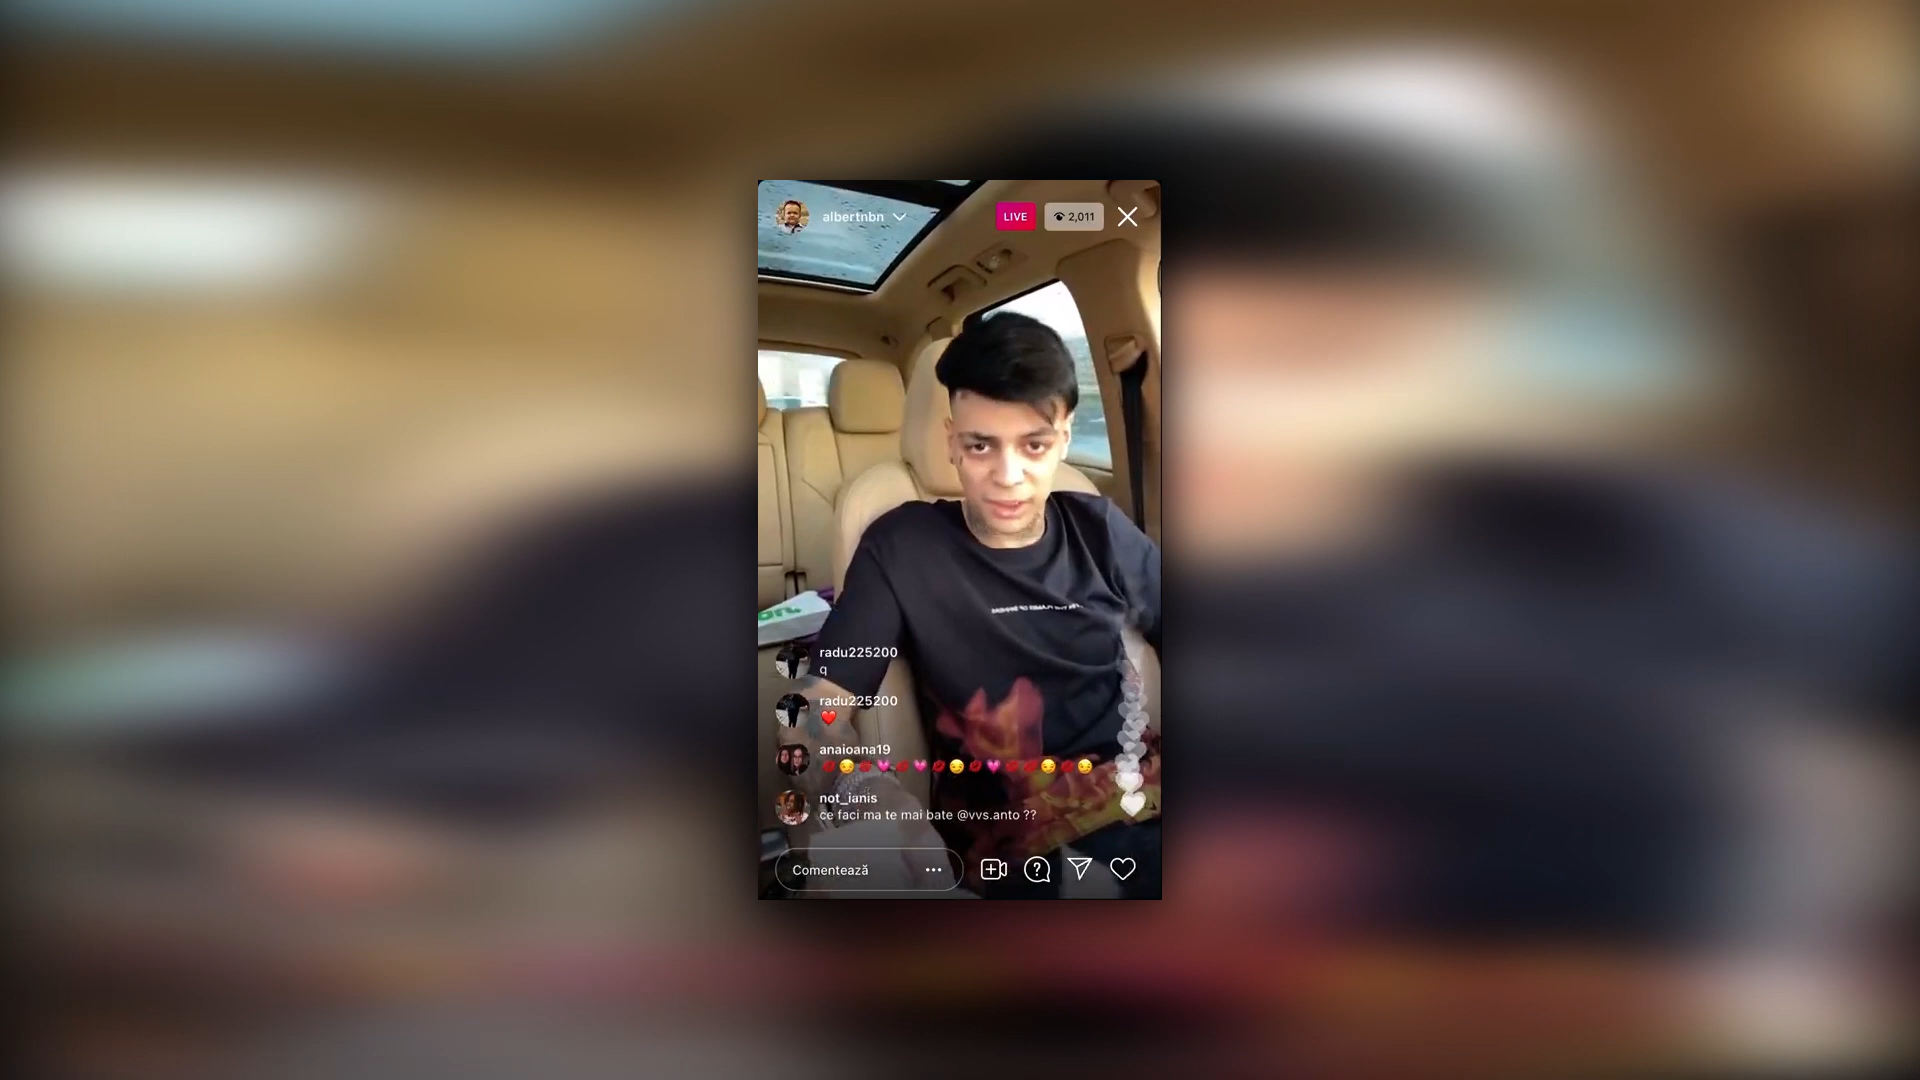 albertnbn
LIVE
2,011
radu225200
q
radu225200
❤️
anaioana19
not_ianis
ce faci ma te mai bate @vvs.anto ??
Comentează